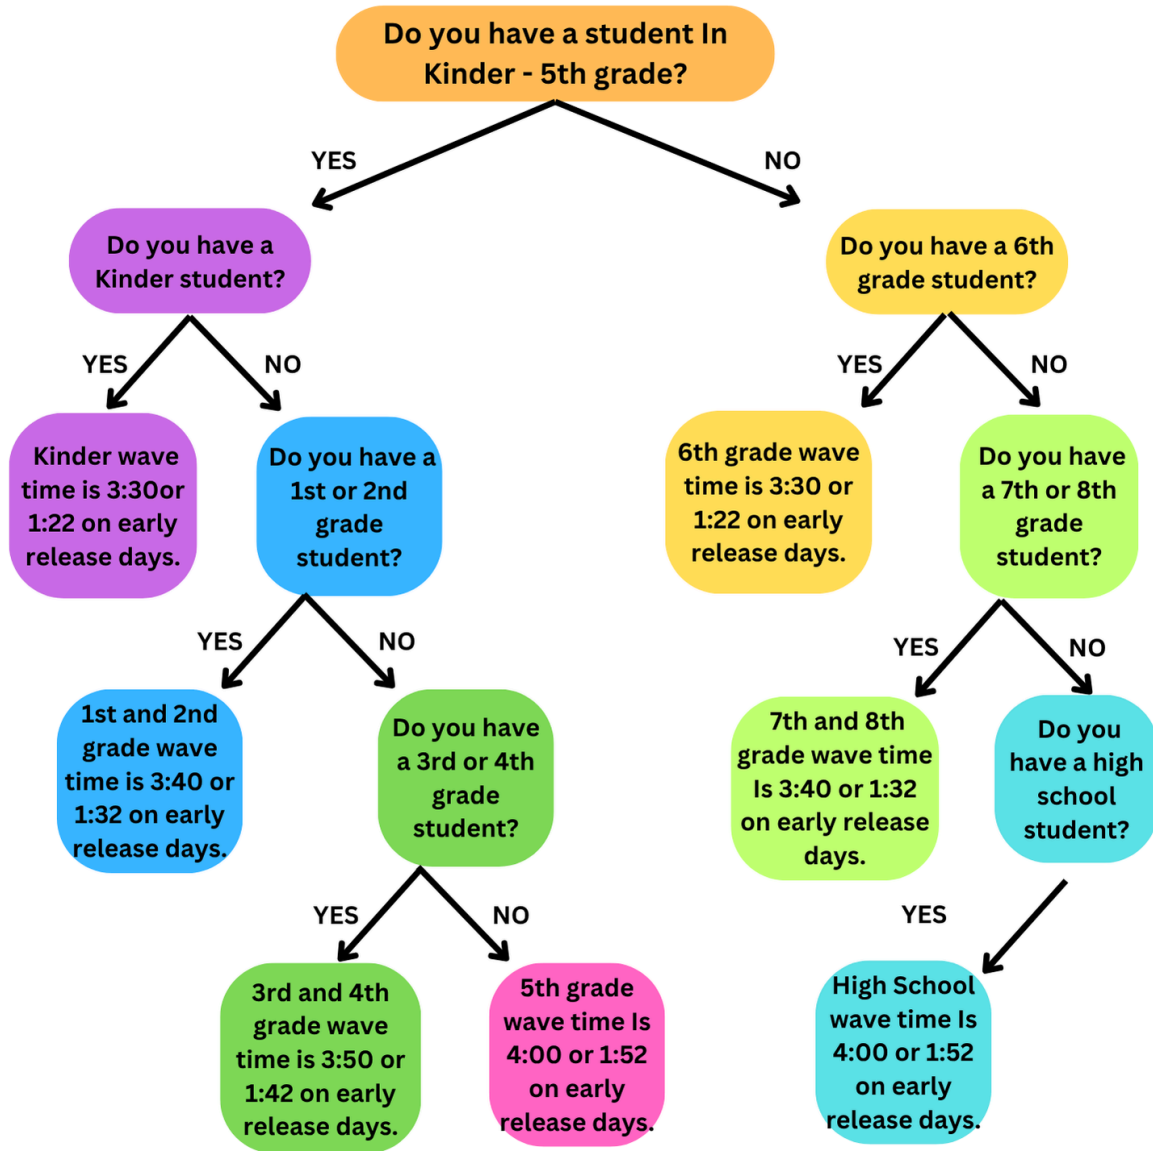 Do you have a student In
Kinder - 5th grade?
YES
NO
Do you have a
Kinder student?
Do you have a 6th
grade student?
YES
NO
YES
NO
Kinder wave
time is 3:30or
1:22 on early
release days.
Do you have a
1st or 2nd
grade
student?
6th grade wave
time is 3:30 or
1:22 on early
release days.
Do you have
a 7th or 8th
grade
student?
YES
NO
YES
NO
1st and 2nd
grade wave
time is 3:40 or
1:32 on early
release days.
Do you have
a 3rd or 4th
grade
student?
7th and 8th
grade wave time
Is 3:40 or 1:32
on early release
days.
Do you
have a high
school
student?
YES
NO
YES
3rd and 4th
grade wave
time is 3:50 or
1:42 on early
release days.
5th grade
wave time Is
4:00 or 1:52
on early
release days.
High School
wave time Is
4:00 or 1:52
on early
release days.